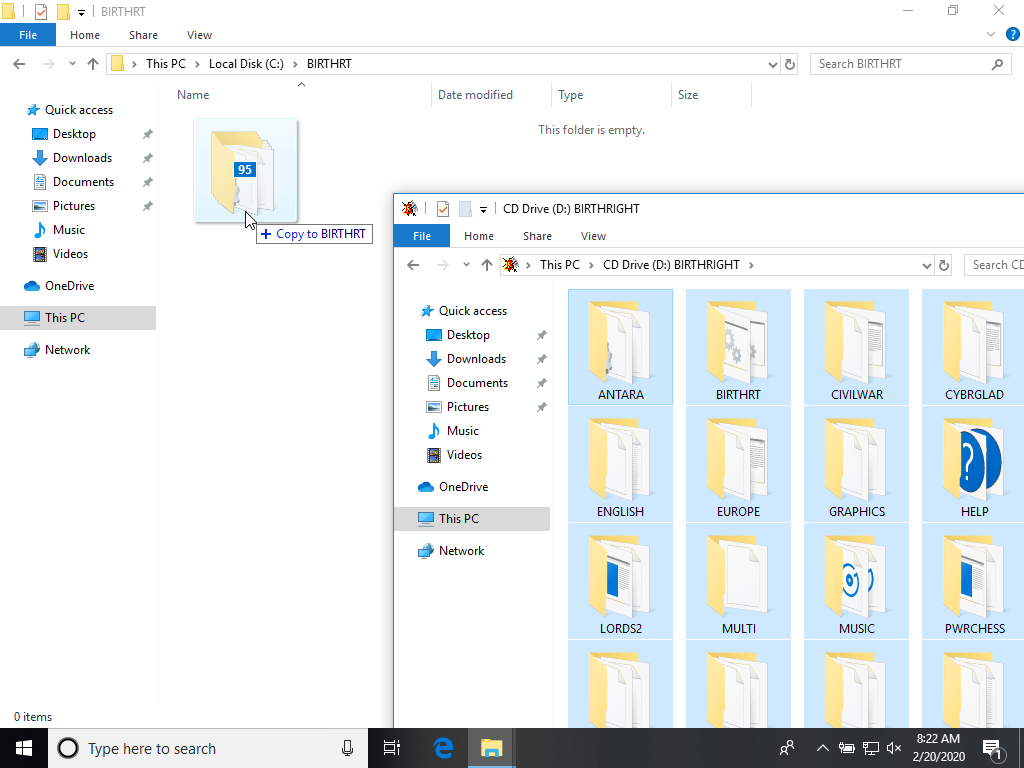 BIRTHRT
File Home Share View
This PC Local Disk (C:) BIRTHRT
Search BIRTHRT
Name Date modified Type Size
This folder is empty.
Quick access
Desktop
Downloads
Documents
Pictures
Music
Videos
OneDrive
This PC
Network
95
Copy to BIRTHRT
CD Drive (D:) BIRTHRIGHT
File Home Share View
This PC CD Drive (D:) BIRTHRIGHT
Search CD
Quick access
Desktop
Downloads
Documents
Pictures
Music
Videos
OneDrive
This PC
Network
ANTARA BIRTHRT CIVILWAR CYBRGLAD
ENGLISH EUROPE GRAPHICS HELP
LORDS2 MULTI MUSIC PWRCHESS
0 items
Type here to search
8:22 AM
2/20/2020
1